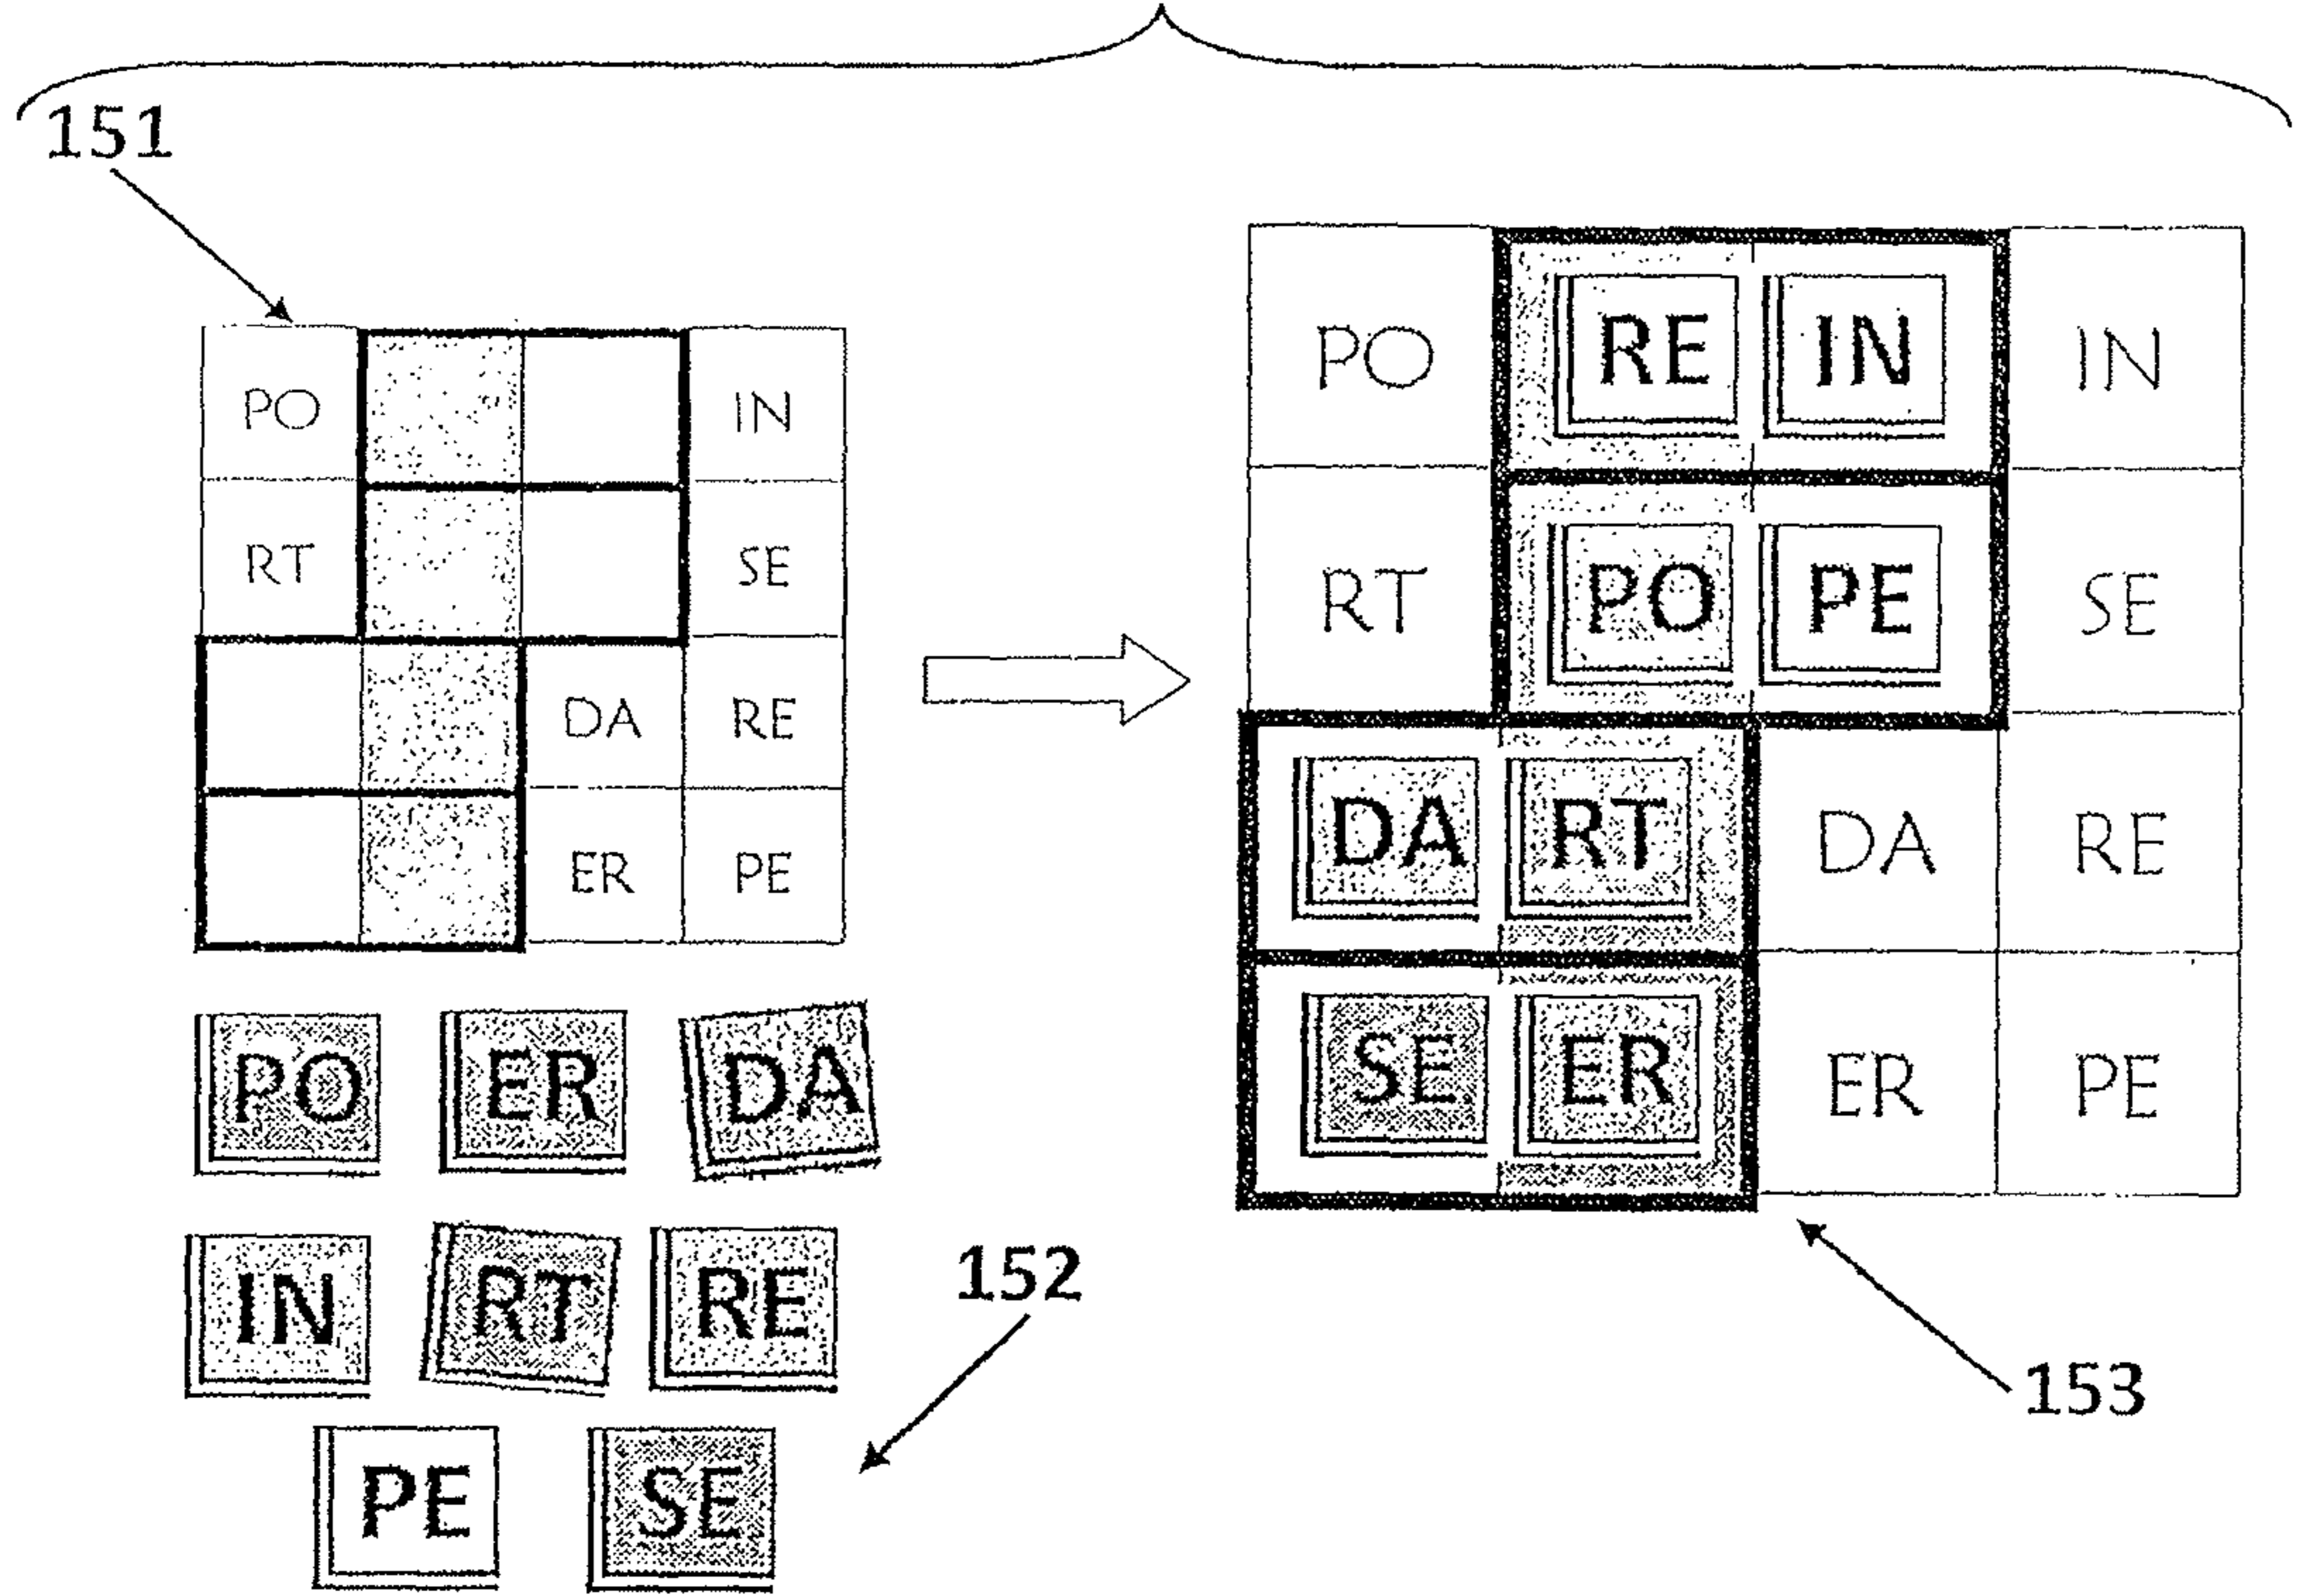 151
PO IN
RT SE
DA RE
ER PE
PO ER DA
IN RT RE
PE SE
152
PO RE IN IN
RT PO PE SE
DA RT DA RE
SE ER ER PE
153